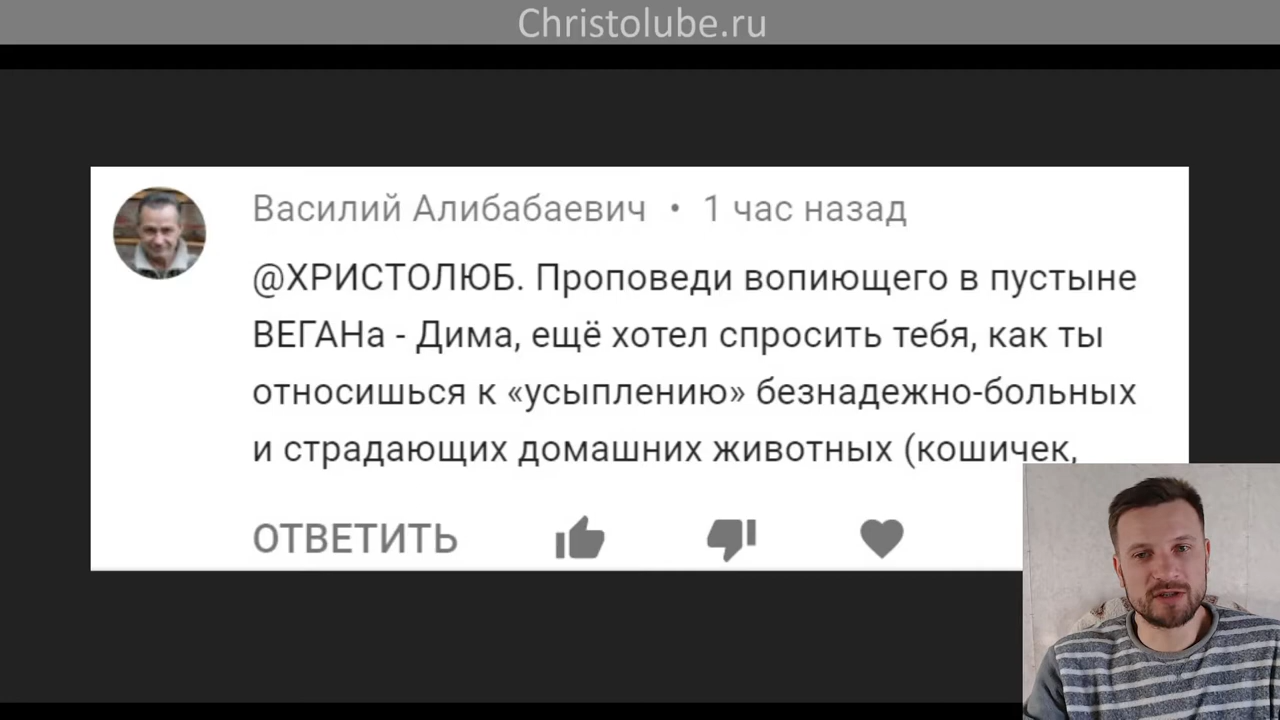 Christolube.ru
Василий Алибабаевич • 1 час назад
@ХРИСТОЛЮБ. Проповеди вопиющего в пустыне
ВЕГАНа - Дима, ещё хотел спросить тебя, как ты
относишься к «усыплению» безнадежно-больных
и страдающих домашних животных (кошичек,
ОТВЕТИТЬ